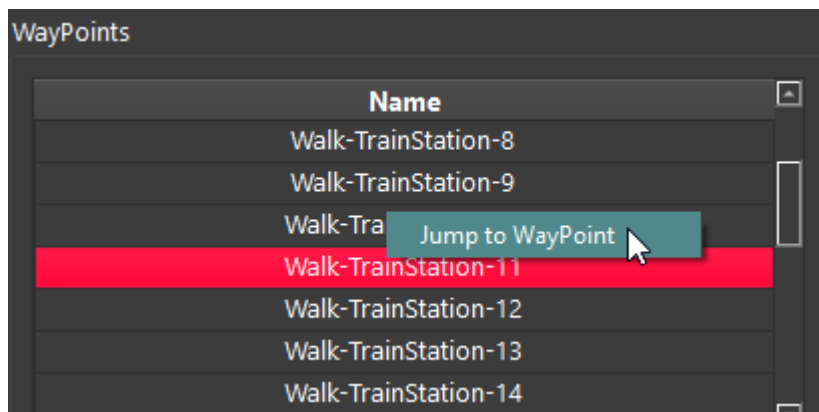 WayPoints
Name
Walk-TrainStation-8
Walk-TrainStation-9
Walk-Tra
Jump to WayPoint
Walk-TrainStation-11
Walk-TrainStation-12
Walk-TrainStation-13
Walk-TrainStation-14